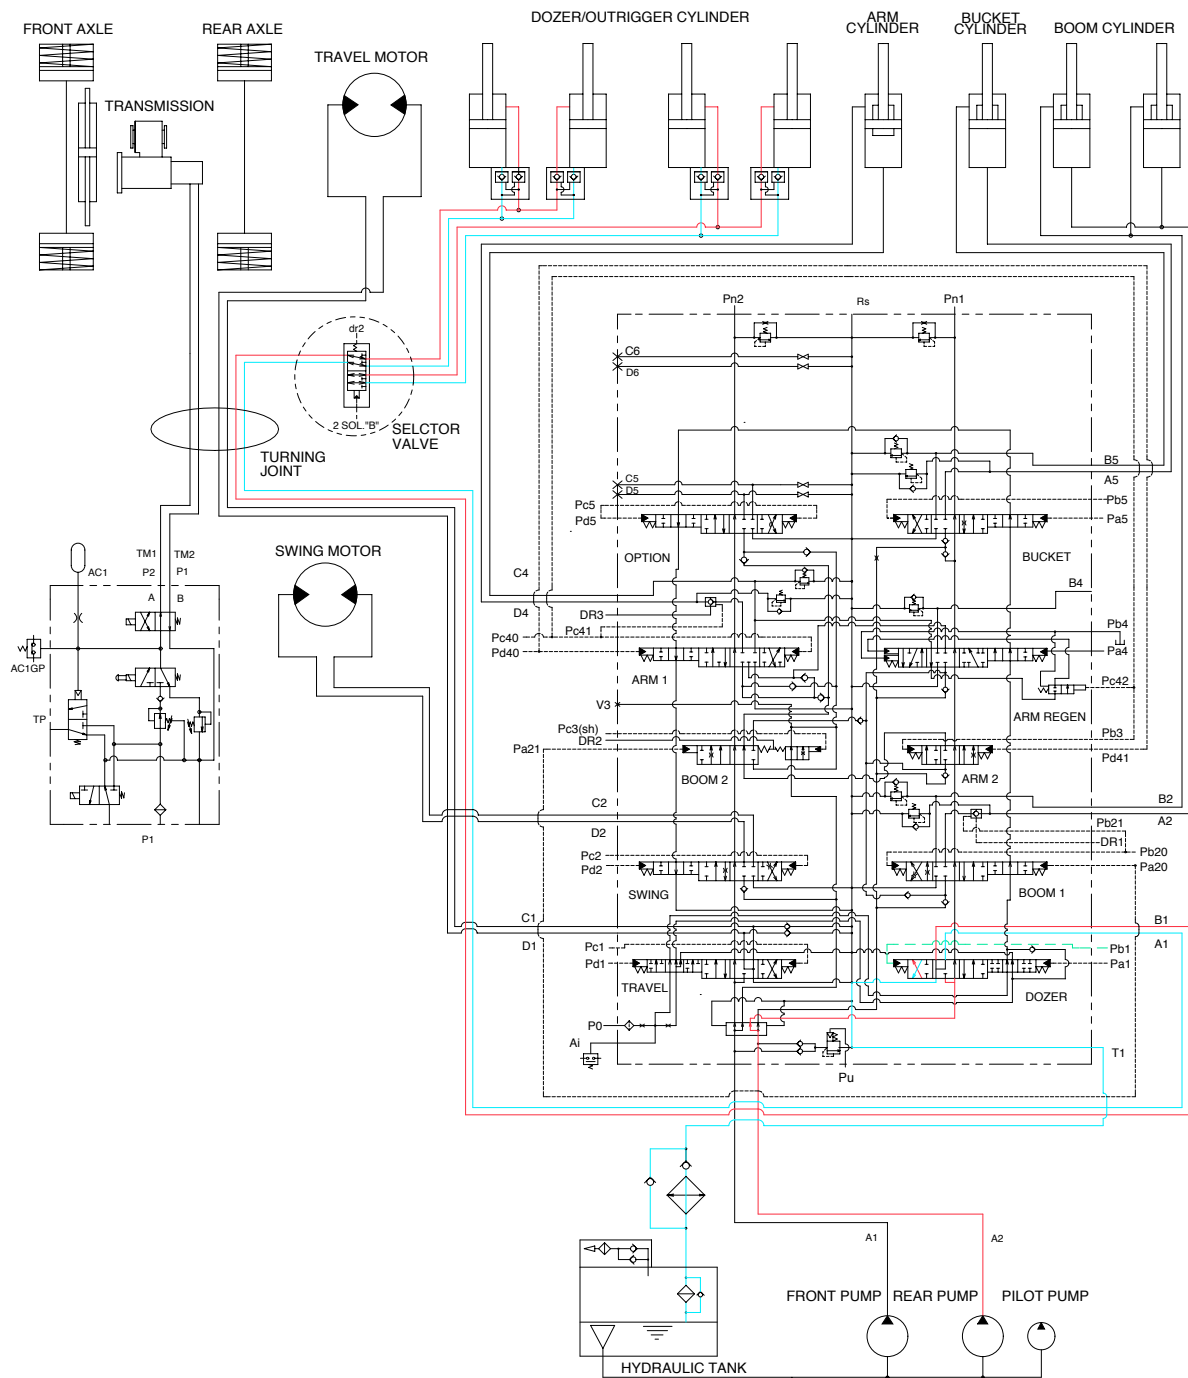 FRONT AXLE
REAR AXLE
TRAVEL MOTOR
DOZER/OUTRIGGER CYLINDER
ARM
CYLINDER
BUCKET
CYLINDER
BOOM CYLINDER
TRANSMISSION
Pn2
Rs
Pn1
dr2
C6
D6
2 SOL."B"
SELCTOR
VALVE
TURNING
JOINT
B5
A5
C5
D5
Pc5
Pd5
Pb5
Pa5
OPTION
BUCKET
SWING MOTOR
TM1
TM2
P2
P1
AC1
A
B
C4
D4
B4
DR3
Pc41
Pc40
Pd40
Pb4
Pa4
AC1GP
ARM 1
Pc42
ARM REGEN
TP
V3
Pc3(sh)
DR2
Pa21
Pb3
Pd41
BOOM 2
ARM 2
C2
D2
B2
A2
Pb21
DR1
P1
Pc2
Pd2
Pb20
Pa20
SWING
BOOM 1
C1
D1
B1
A1
Pc1
Pd1
Pb1
Pa1
TRAVEL
DOZER
P0
Ai
T1
Pu
A1
A2
FRONT PUMP
REAR PUMP
PILOT PUMP
HYDRAULIC TANK